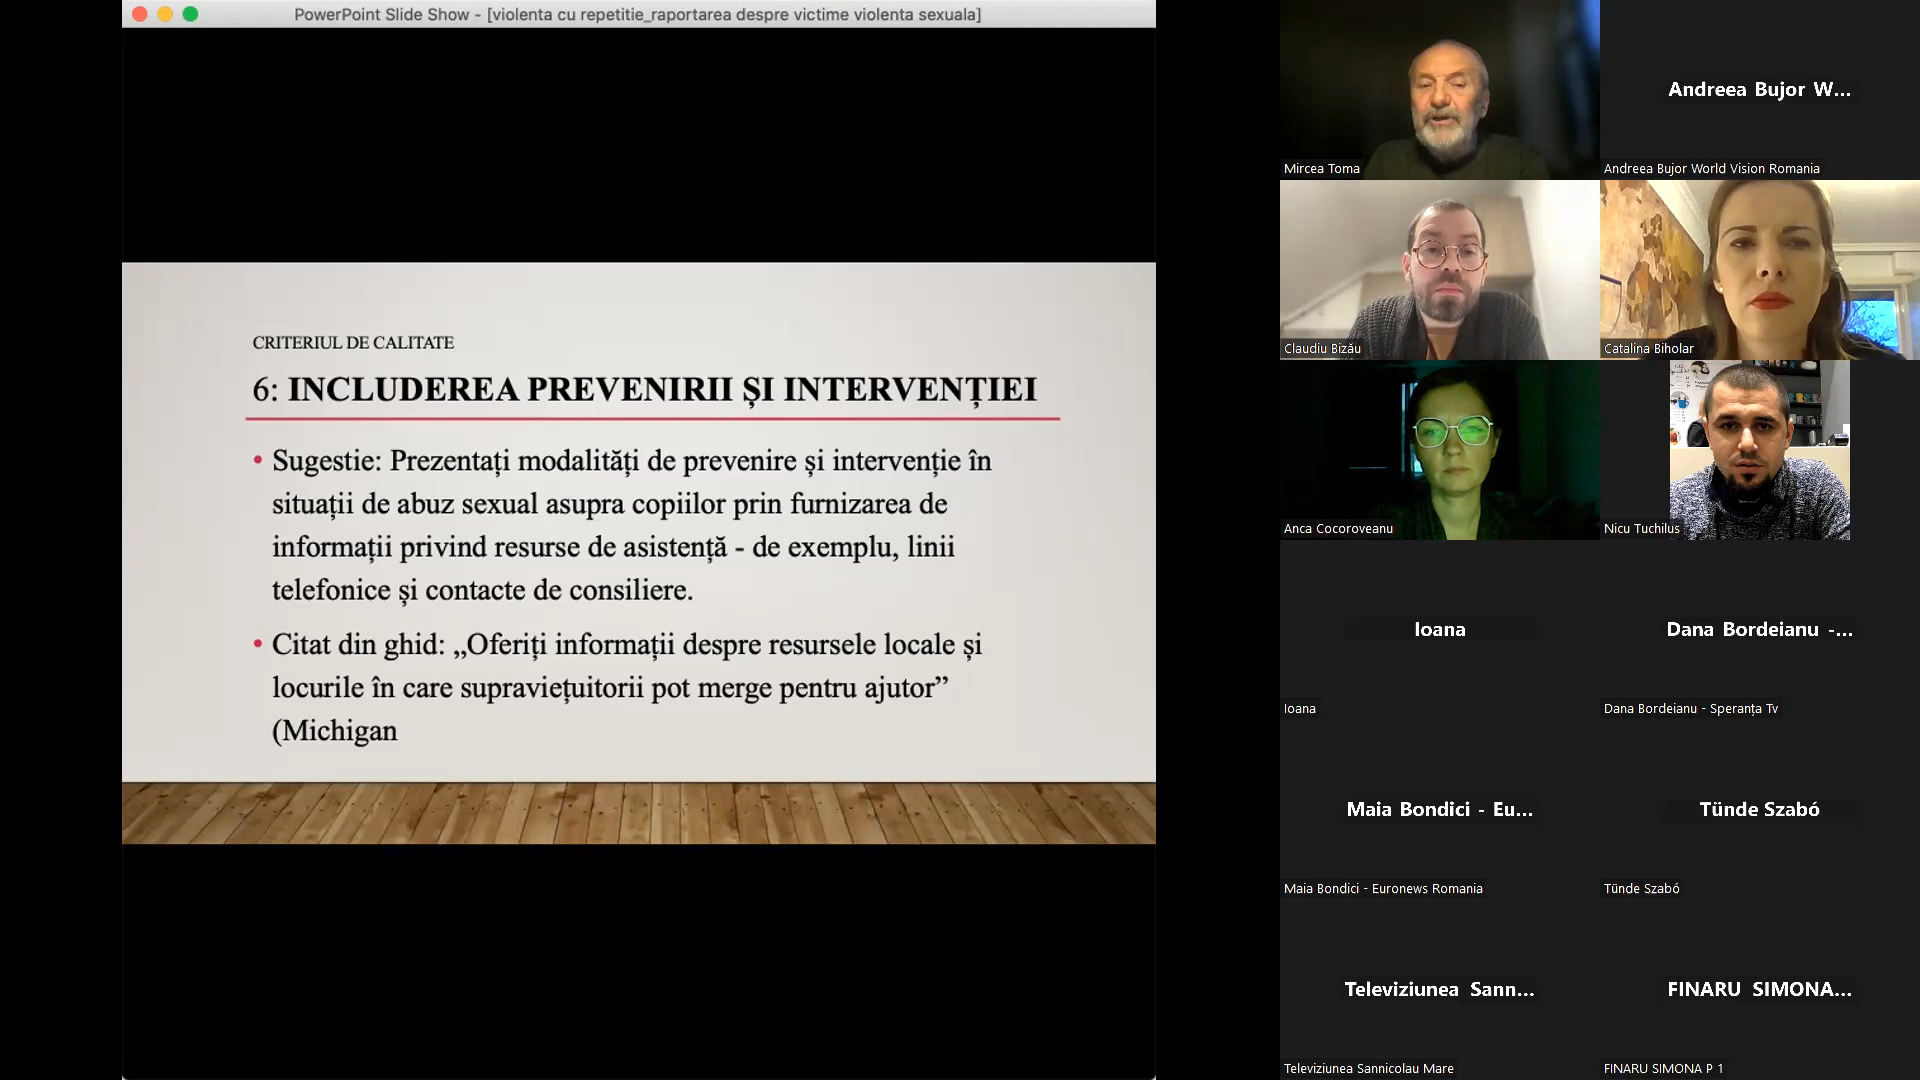 PowerPoint Slide Show - [violenta cu repetitie_raportarea despre victime violenta sexuala]
CRITERIUL DE CALITATE
6: INCLUDEREA PREVENIRII ȘI INTERVENȚIEI
• Sugestie: Prezentați modalități de prevenire și intervenție în
situații de abuz sexual asupra copiilor prin furnizarea de
informații privind resurse de asistență - de exemplu, linii
telefonice și contacte de consiliere.
• Citat din ghid: „Oferiți informații despre resursele locale și
locurile în care supraviețuitorii pot merge pentru ajutor”
(Michigan
Mircea Toma
Andreea Bujor W...
Andreea Bujor World Vision Romania
Claudiu Bizău
Catalina Biholar
Anca Cocoroveanu
Nicu Tuchilus
Ioana
Ioana
Dana Bordeianu -...
Dana Bordeianu - Speranța Tv
Maia Bondici - Eu...
Maia Bondici - Euronews Romania
Tünde Szabó
Tünde Szabó
Televiziunea Sann...
Televiziunea Sannicolau Mare
FINARU SIMONA...
FINARU SIMONA P 1